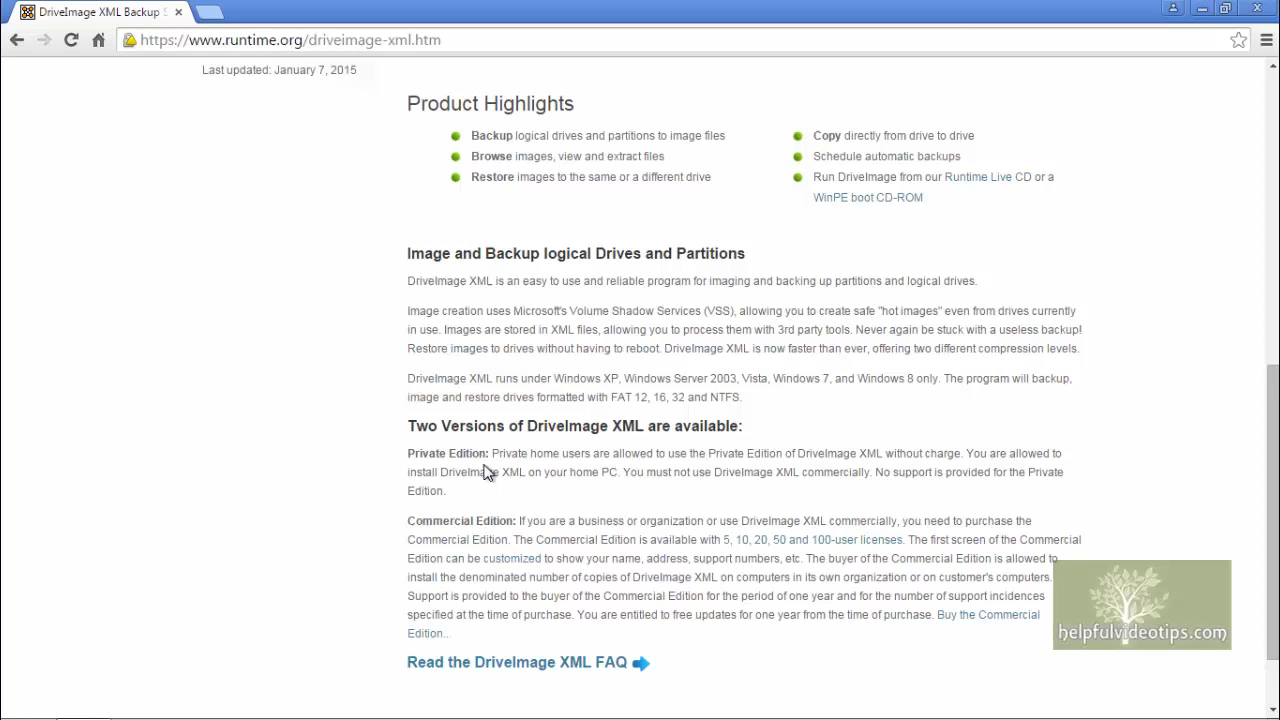 DriveImage XML Backup S
https://www.runtime.org/driveimage-xml.htm
Last updated: January 7, 2015
Product Highlights
Backup logical drives and partitions to image files
Browse images, view and extract files
Restore images to the same or a different drive
Copy directly from drive to drive
Schedule automatic backups
Run DriveImage from our Runtime Live CD or a
WinPE boot CD-ROM
Image and Backup logical Drives and Partitions
DriveImage XML is an easy to use and reliable program for imaging and backing up partitions and logical drives.
Image creation uses Microsoft's Volume Shadow Services (VSS), allowing you to create safe "hot images" even from drives currently
in use. Images are stored in XML files, allowing you to process them with 3rd party tools. Never again be stuck with a useless backup!
Restore images to drives without having to reboot. DriveImage XML is now faster than ever, offering two different compression levels.
DriveImage XML runs under Windows XP, Windows Server 2003, Vista, Windows 7, and Windows 8 only. The program will backup,
image and restore drives formatted with FAT 12, 16, 32 and NTFS.
Two Versions of DriveImage XML are available:
Private Edition: Private home users are allowed to use the Private Edition of DriveImage XML without charge. You are allowed to
install DriveImage XML on your home PC. You must not use DriveImage XML commercially. No support is provided for the Private
Edition.
Commercial Edition: If you are a business or organization or use DriveImage XML commercially, you need to purchase the
Commercial Edition. The Commercial Edition is available with 5, 10, 20, 50 and 100-user licenses. The first screen of the Commercial
Edition can be customized to show your name, address, support numbers, etc. The buyer of the Commercial Edition is allowed to
install the denominated number of copies of DriveImage XML on computers in its own organization or on customer's computers.
Support is provided to the buyer of the Commercial Edition for the period of one year and for the number of support incidences
specified at the time of purchase. You are entitled to free updates for one year from the time of purchase. Buy the Commercial
Edition...
helpfulvideotips.com
Read the DriveImage XML FAQ